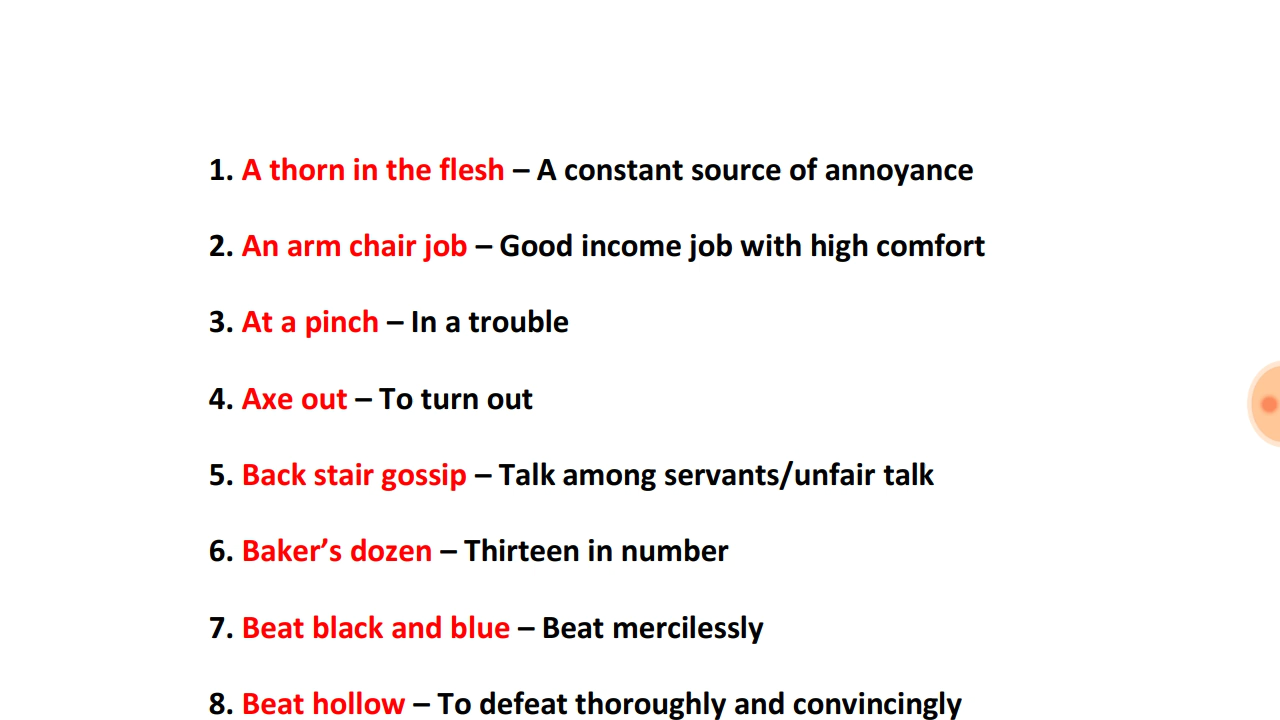 1. A thorn in the flesh – A constant source of annoyance
2. An arm chair job – Good income job with high comfort
3. At a pinch – In a trouble
4. Axe out – To turn out
5. Back stair gossip – Talk among servants/unfair talk
6. Baker’s dozen – Thirteen in number
7. Beat black and blue – Beat mercilessly
8. Beat hollow – To defeat thoroughly and convincingly